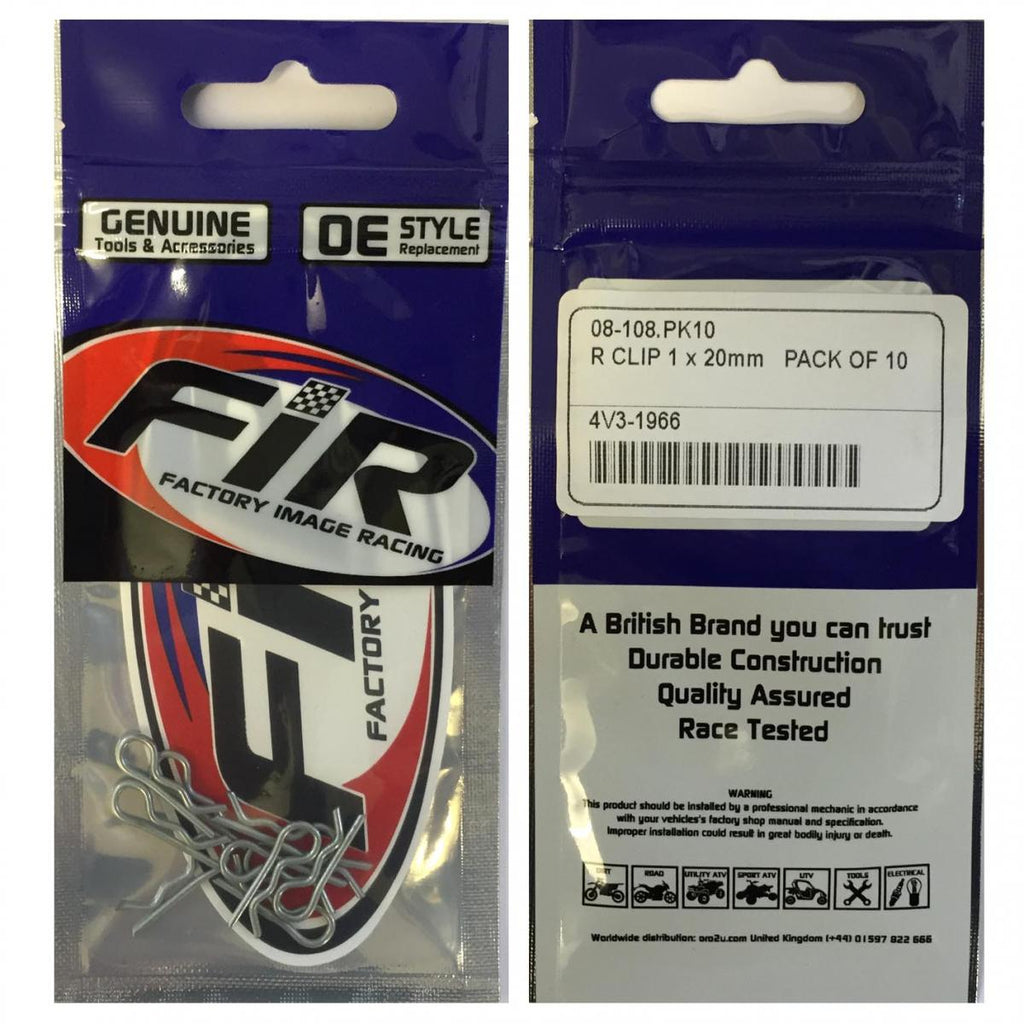 GENUINE
Tools & Accessories
OE STYLE
Replacement
FIR
FACTORY IMAGE RACING
FI
FACTORY
08-108.PK10
R CLIP 1 x 20mm PACK OF 10
4V3-1966
A British Brand you can trust
Durable Construction
Quality Assured
Race Tested
WARNING
This product should be installed by a professional mechanic in accordance
with your vehicles's factory shop manual and specification.
Improper installation could result in great bodily injury or death.
DIRT ROAD UTILITY ATV SPORT ATV UTV TOOLS ELECTRICAL
Worldwide distribution: pro2u.com United Kingdom (+44) 01597 822 666